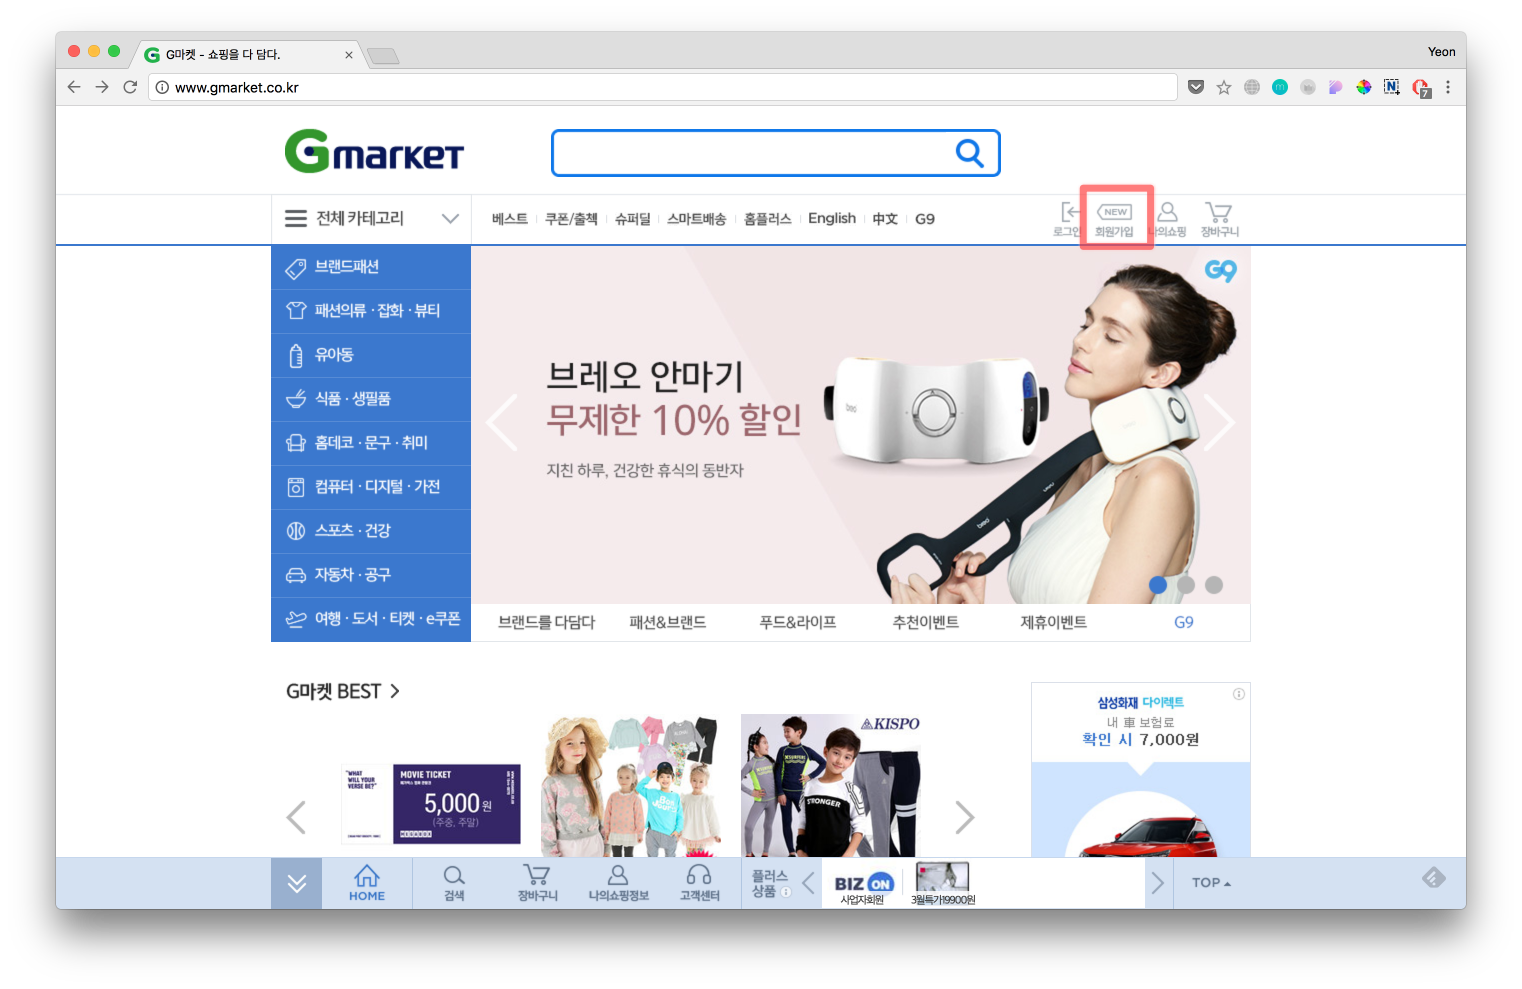 G마켓 - 쇼핑을 다 담다.
Yeon
www.gmarket.co.kr
7
Gmarket
전체 카테고리
베스트
쿠폰/출첵
슈퍼딜
스마트배송
홈플러스
English
中文
G9
로그인
NEW
회원가입
나의쇼핑
장바구니
브랜드패션
패션의류 · 잡화 · 뷰티
유아동
식품 · 생필품
홈데코 · 문구 · 취미
컴퓨터 · 디지털 · 가전
스포츠 · 건강
자동차 · 공구
여행 · 도서 · 티켓 · e쿠폰
G9
브레오 안마기
무제한 10% 할인
지친 하루, 건강한 휴식의 동반자
breo
breo
브랜드를 다담다
패션&브랜드
푸드&라이프
추천이벤트
제휴이벤트
G9
G마켓 BEST
"WHAT
WILL YOUR
VERSE BE?"
MOVIE TICKET
5,000원
(주중, 주말)
MEGABOX
KISPO
STRONGER
삼성화재 다이렉트
내 車 보험료
확인 시 7,000원
HOME
검색
장바구니
나의쇼핑정보
고객센터
플러스
상품
BIZ ON
사업자회원
3월특가!9900원
TOP